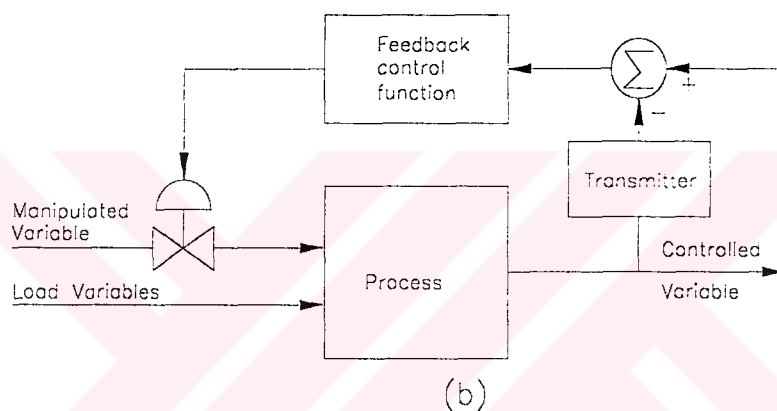 Feedback
control
function
Σ
+
−
Transmitter
Manipulated
Variable
Load Variables
Process
Controlled
Variable
(b)